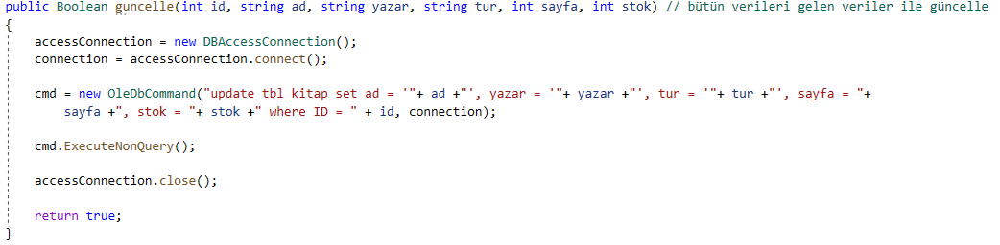 public Boolean guncelle(int id, string ad, string yazar, string tur, int sayfa, int stok) // bütün verileri gelen veriler ile güncelle
{
accessConnection = new DBAccessConnection();
connection = accessConnection.connect();
cmd = new OleDbCommand("update tbl_kitap set ad = '"+ ad +"', yazar = '"+ yazar +"', tur = '"+ tur +"', sayfa = "+
sayfa +", stok = "+ stok +" where ID = " + id, connection);
cmd.ExecuteNonQuery();
accessConnection.close();
return true;
}